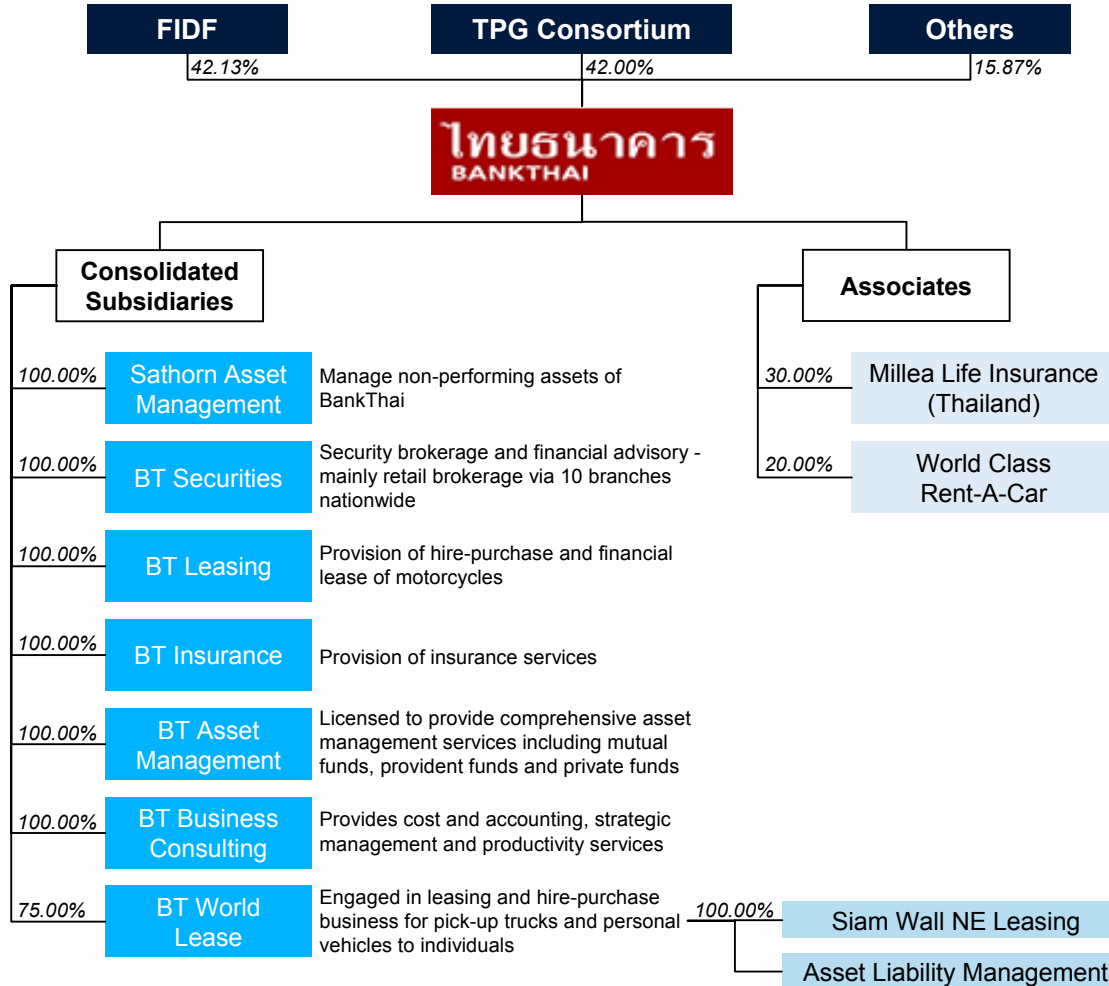 FIDF
TPG Consortium
Others
42.13%
42.00%
15.87%
ไทยธนาคาร
BANKTHAI
Consolidated
Subsidiaries
Associates
100.00%
Sathorn Asset
Management
Manage non-performing assets of
BankThai
100.00%
BT Securities
Security brokerage and financial advisory -
mainly retail brokerage via 10 branches
nationwide
100.00%
BT Leasing
Provision of hire-purchase and financial
lease of motorcycles
100.00%
BT Insurance
Provision of insurance services
100.00%
BT Asset
Management
Licensed to provide comprehensive asset
management services including mutual
funds, provident funds and private funds
100.00%
BT Business
Consulting
Provides cost and accounting, strategic
management and productivity services
75.00%
BT World
Lease
Engaged in leasing and hire-purchase
business for pick-up trucks and personal
vehicles to individuals
30.00%
Millea Life Insurance
(Thailand)
20.00%
World Class
Rent-A-Car
100.00%
Siam Wall NE Leasing
Asset Liability Management